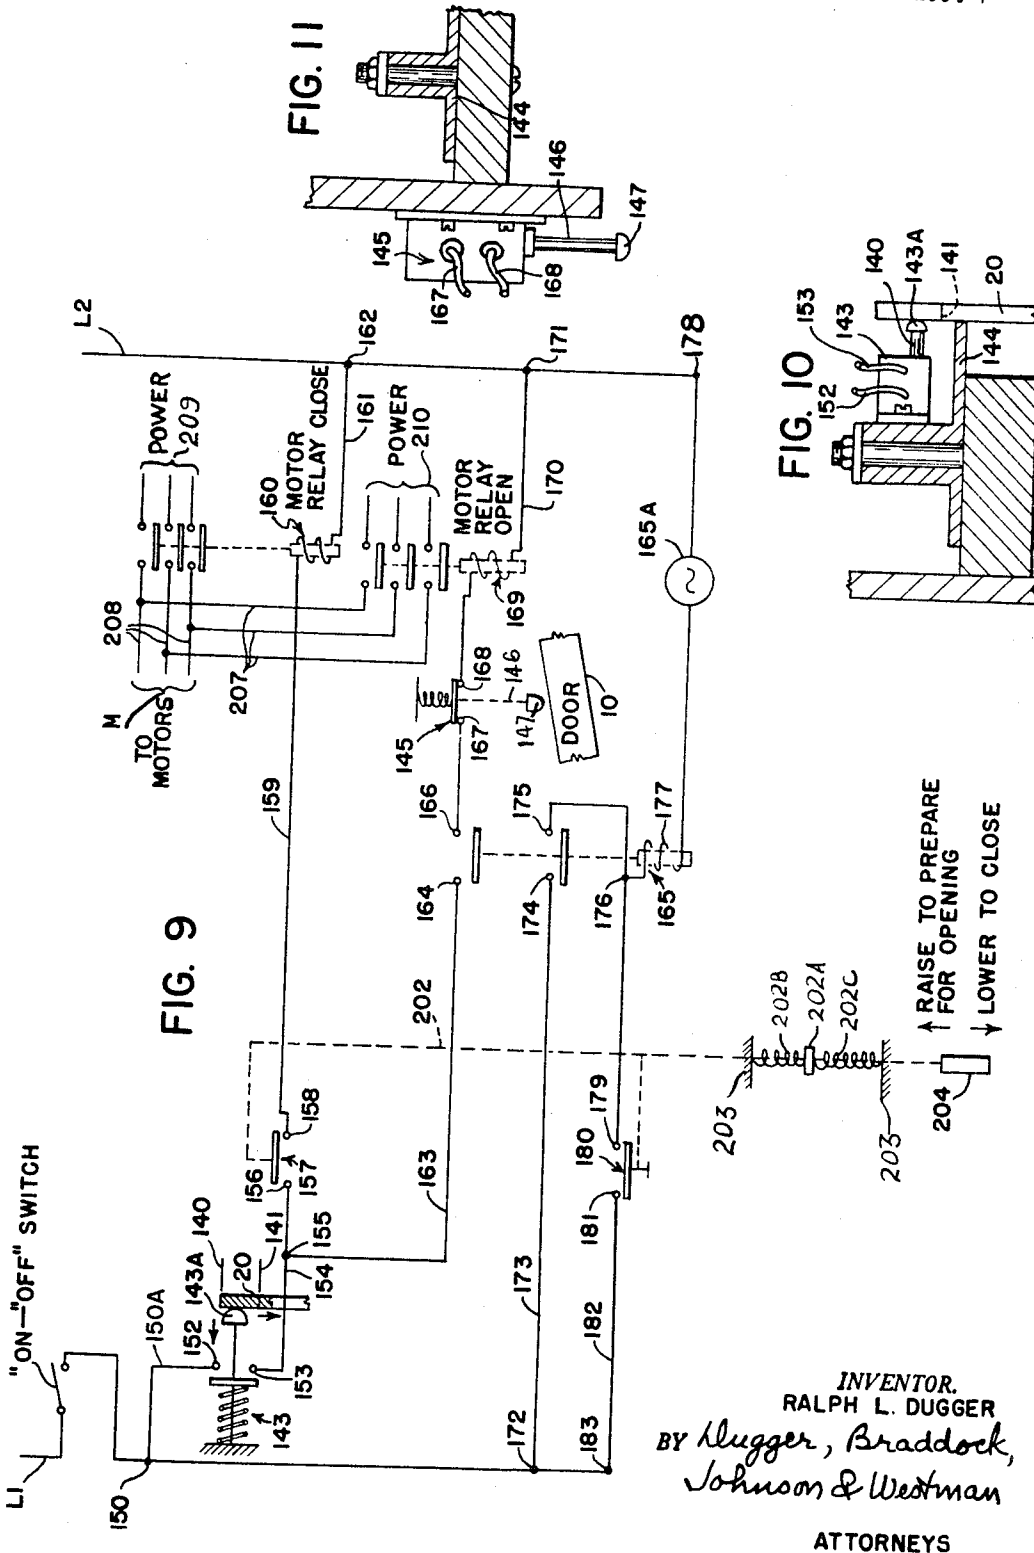 FIG. 11
144
146
147
145
167
168
L2
POWER
209
162
MOTOR
RELAY CLOSE
160
161
POWER
210
171
MOTOR
RELAY
OPEN
170
178
165A
169
208
207
M
TO
MOTORS
168
146
145
167
147
DOOR
10
159
166
175
177
164
174
176
165
FIG. 9
202
158
157
156
163
179
180
181
173
182
203
202B
202A
202C
203
204
RAISE TO PREPARE
FOR OPENING
LOWER TO CLOSE
"ON—"OFF" SWITCH
140
141
20
143A
152
150A
155
154
153
143
L1
150
172
183
FIG. 10
153
152
143
140
143A
141
20
144
INVENTOR.
RALPH L. DUGGER
BY Dugger, Braddock,
Johnson & Westman
ATTORNEYS